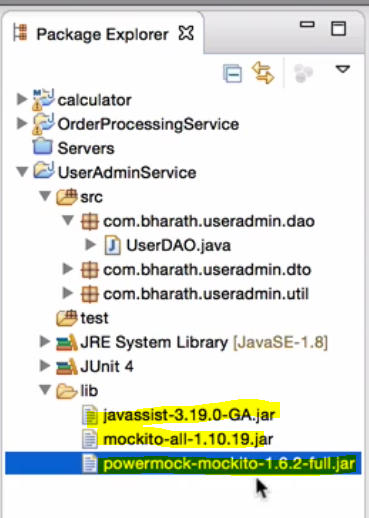 Package Explorer
calculator
OrderProcessingService
Servers
UserAdminService
src
com.bharath.useradmin.dao
UserDAO.java
com.bharath.useradmin.dto
com.bharath.useradmin.util
test
JRE System Library [JavaSE-1.8]
JUnit 4
lib
javassist-3.19.0-GA.jar
mockito-all-1.10.19.jar
powermock-mockito-1.6.2-full.jar